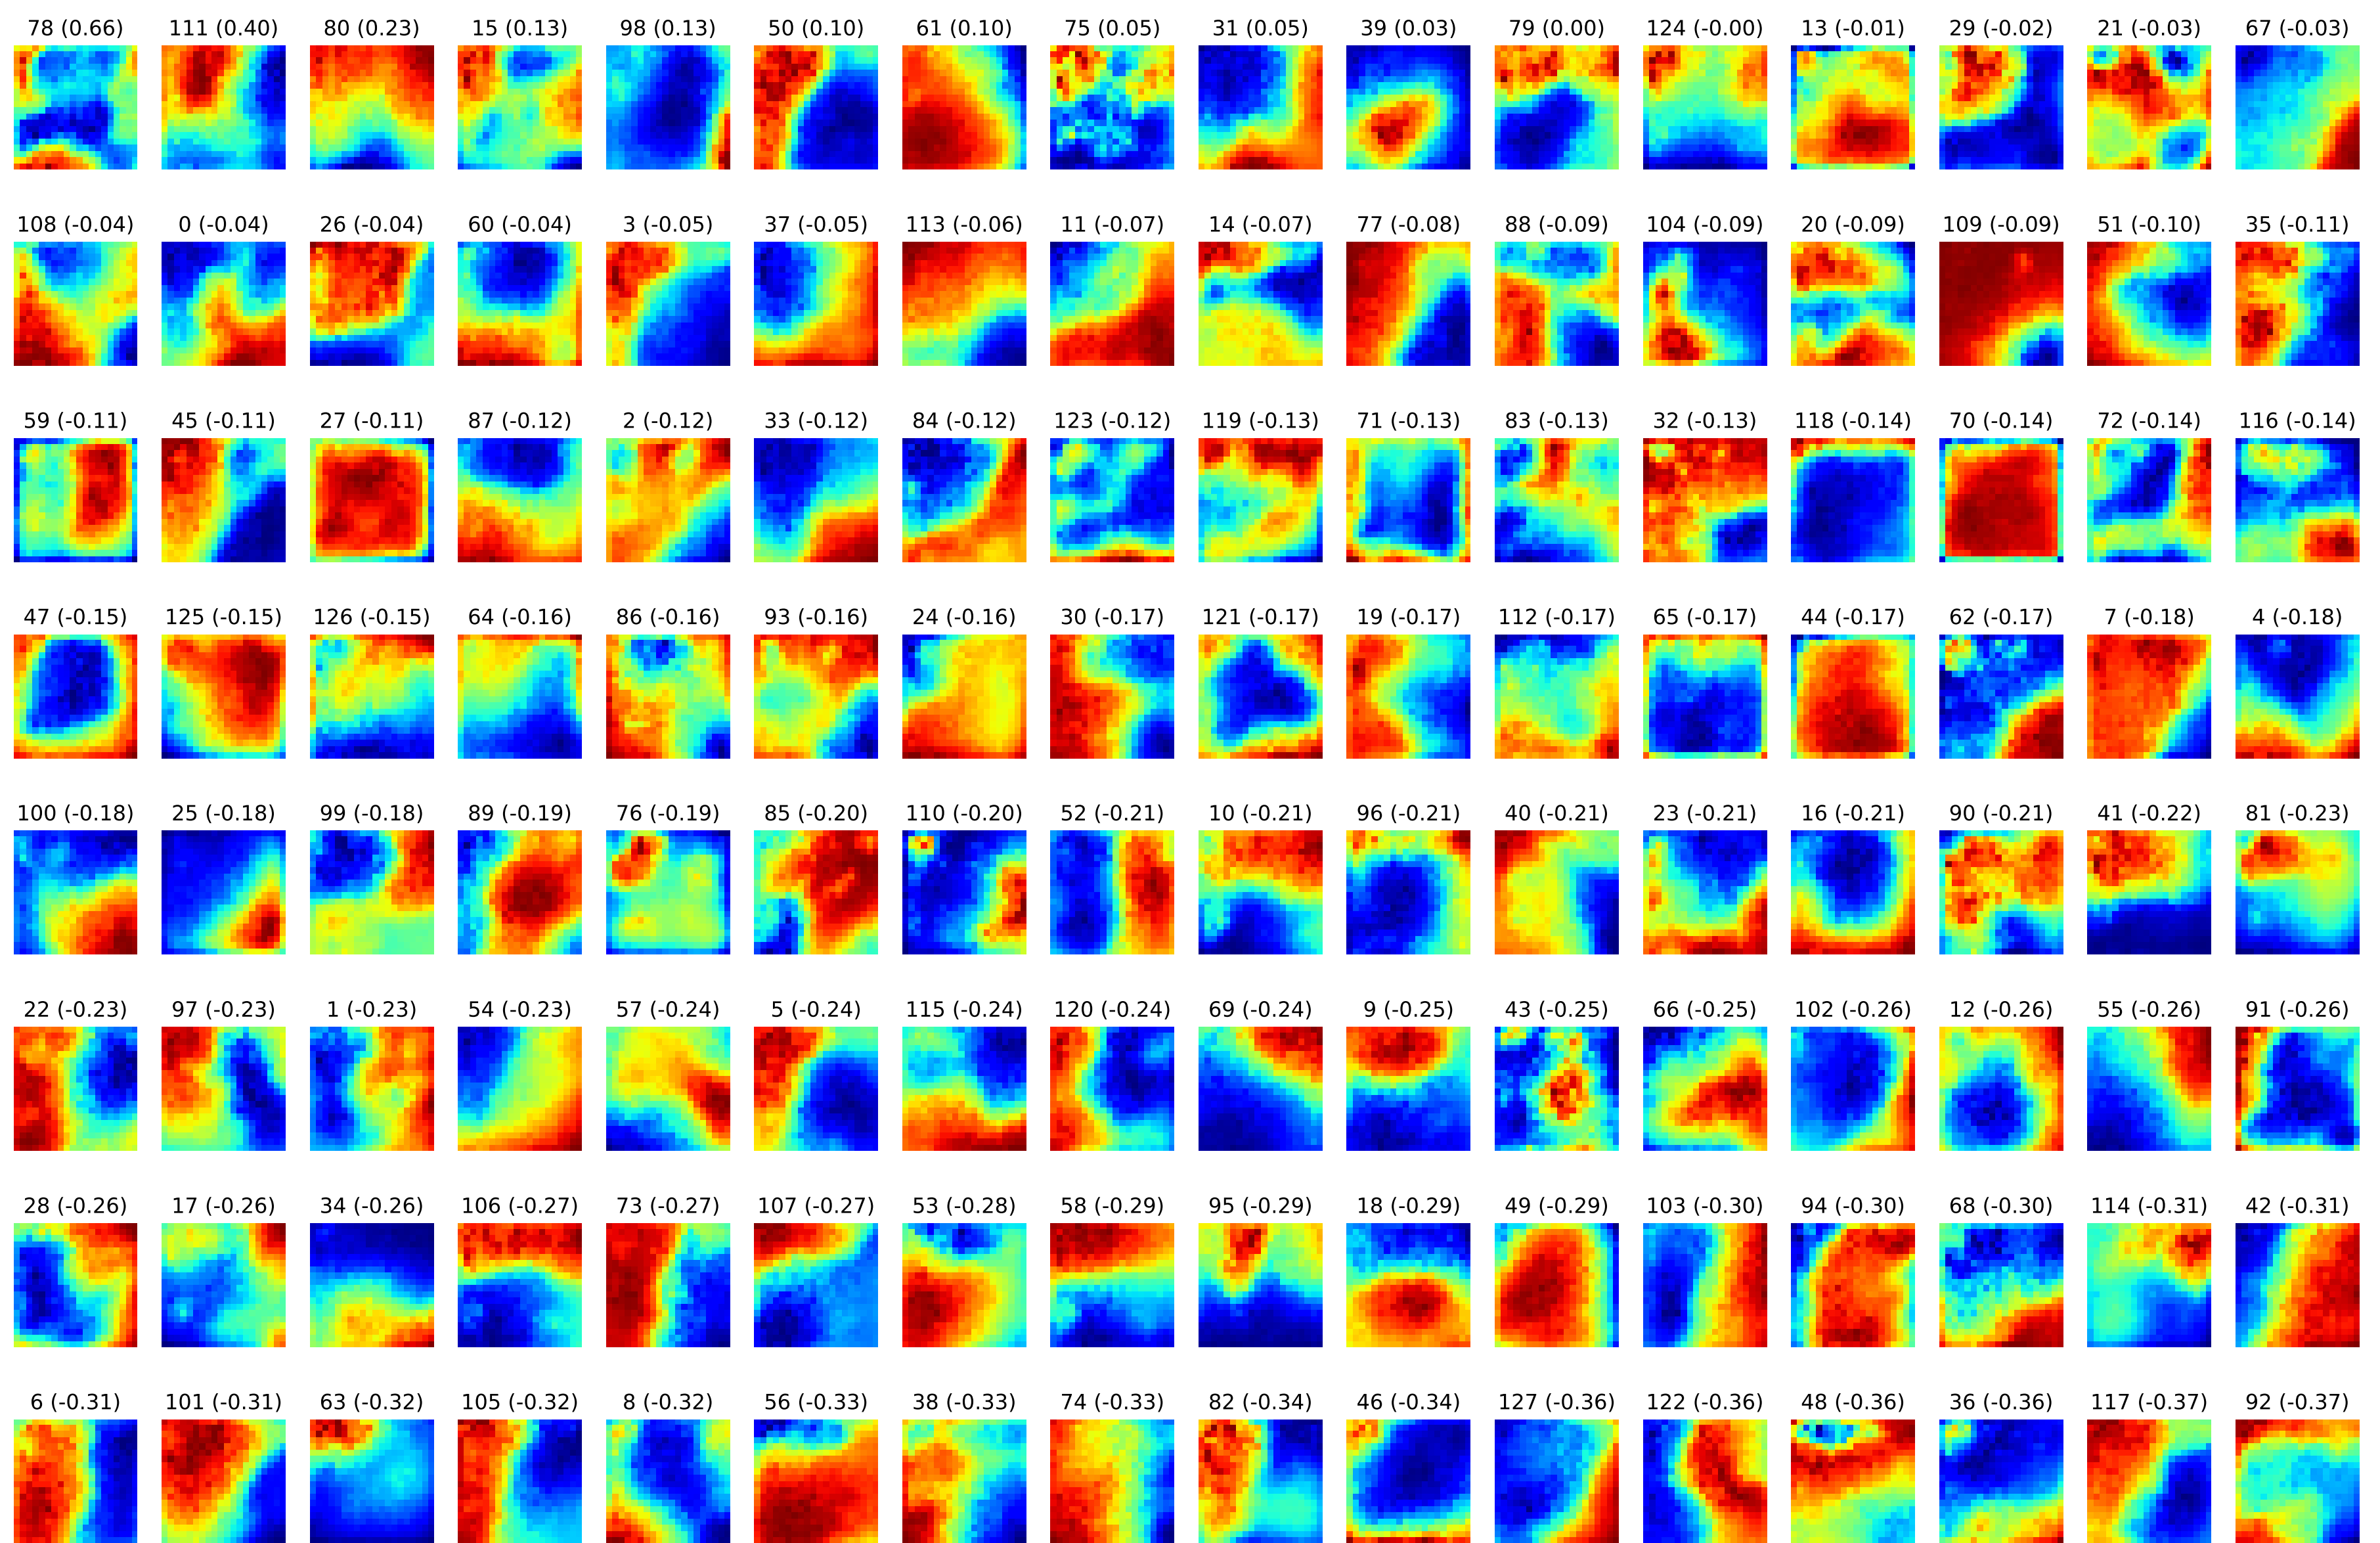 78 (0.66) 111 (0.40) 80 (0.23) 15 (0.13) 98 (0.13) 50 (0.10) 61 (0.10) 75 (0.05) 31 (0.05) 39 (0.03) 79 (0.00) 124 (-0.00) 13 (-0.01) 29 (-0.02) 21 (-0.03) 67 (-0.03)
108 (-0.04) 0 (-0.04) 26 (-0.04) 60 (-0.04) 3 (-0.05) 37 (-0.05) 113 (-0.06) 11 (-0.07) 14 (-0.07) 77 (-0.08) 88 (-0.09) 104 (-0.09) 20 (-0.09) 109 (-0.09) 51 (-0.10) 35 (-0.11)
59 (-0.11) 45 (-0.11) 27 (-0.11) 87 (-0.12) 2 (-0.12) 33 (-0.12) 84 (-0.12) 123 (-0.12) 119 (-0.13) 71 (-0.13) 83 (-0.13) 32 (-0.13) 118 (-0.14) 70 (-0.14) 72 (-0.14) 116 (-0.14)
47 (-0.15) 125 (-0.15) 126 (-0.15) 64 (-0.16) 86 (-0.16) 93 (-0.16) 24 (-0.16) 30 (-0.17) 121 (-0.17) 19 (-0.17) 112 (-0.17) 65 (-0.17) 44 (-0.17) 62 (-0.17) 7 (-0.18) 4 (-0.18)
100 (-0.18) 25 (-0.18) 99 (-0.18) 89 (-0.19) 76 (-0.19) 85 (-0.20) 110 (-0.20) 52 (-0.21) 10 (-0.21) 96 (-0.21) 40 (-0.21) 23 (-0.21) 16 (-0.21) 90 (-0.21) 41 (-0.22) 81 (-0.23)
22 (-0.23) 97 (-0.23) 1 (-0.23) 54 (-0.23) 57 (-0.24) 5 (-0.24) 115 (-0.24) 120 (-0.24) 69 (-0.24) 9 (-0.25) 43 (-0.25) 66 (-0.25) 102 (-0.26) 12 (-0.26) 55 (-0.26) 91 (-0.26)
28 (-0.26) 17 (-0.26) 34 (-0.26) 106 (-0.27) 73 (-0.27) 107 (-0.27) 53 (-0.28) 58 (-0.29) 95 (-0.29) 18 (-0.29) 49 (-0.29) 103 (-0.30) 94 (-0.30) 68 (-0.30) 114 (-0.31) 42 (-0.31)
6 (-0.31) 101 (-0.31) 63 (-0.32) 105 (-0.32) 8 (-0.32) 56 (-0.33) 38 (-0.33) 74 (-0.33) 82 (-0.34) 46 (-0.34) 127 (-0.36) 122 (-0.36) 48 (-0.36) 36 (-0.36) 117 (-0.37) 92 (-0.37)